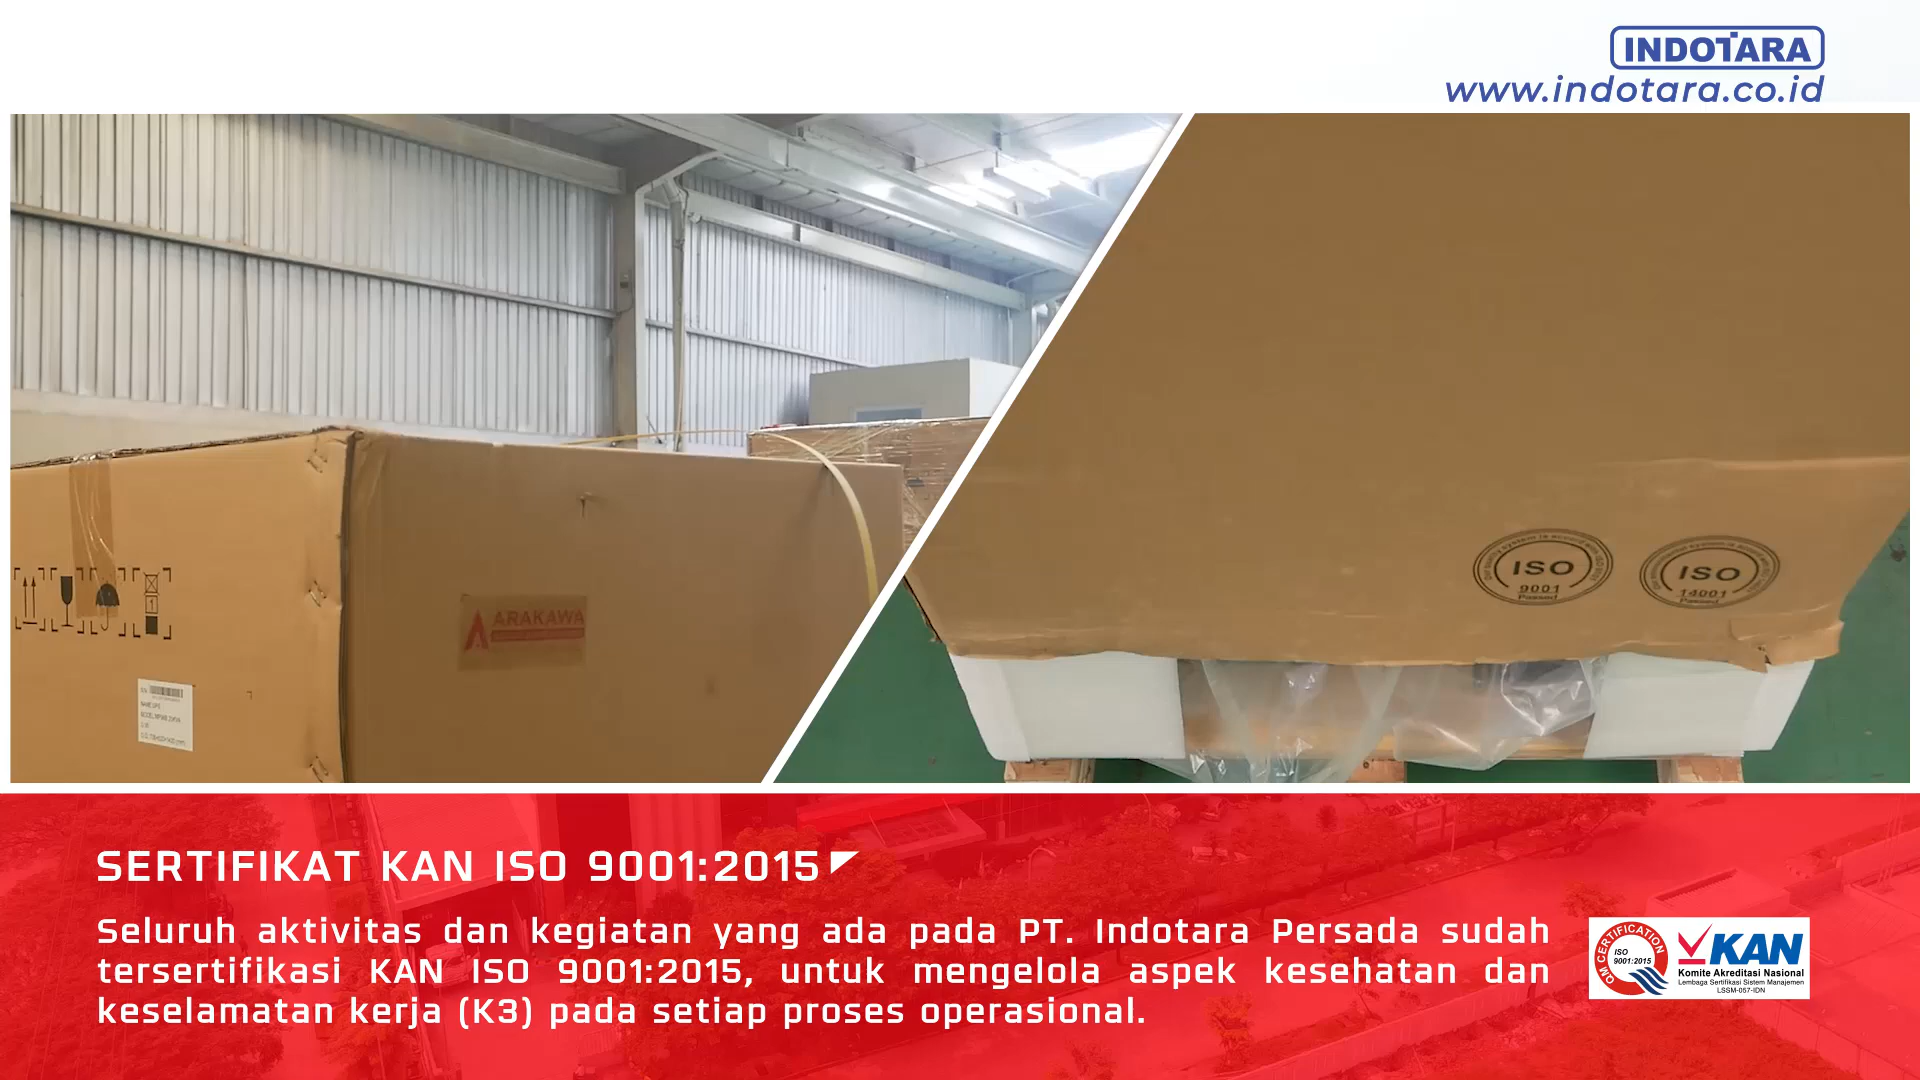 INDOTARA
www.indotara.co.id
ARAKAWA
1
ISO
9001
Passed
ISO
14001
Passed
SERTIFIKAT KAN ISO 9001:2015
Seluruh aktivitas dan kegiatan yang ada pada PT. Indotara Persada sudah
tersertifikasi KAN ISO 9001:2015, untuk mengelola aspek kesehatan dan
keselamatan kerja (K3) pada setiap proses operasional.
QM CERTIFICATION
ISO
9001:2015
KAN
Komite Akreditasi Nasional
Lembaga Sertifikasi Sistem Manajemen
LSSM-057-IDN